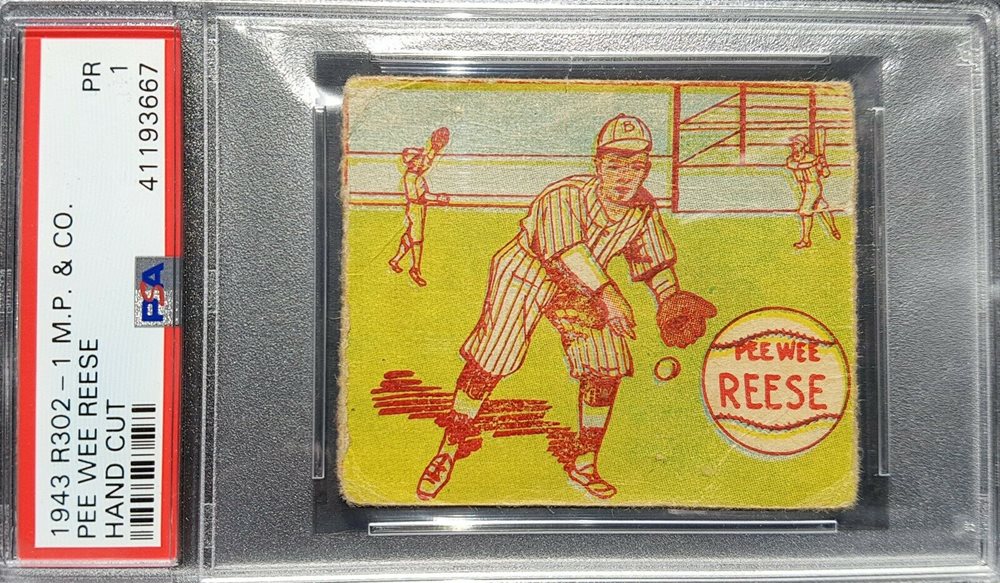 1943 R302-1 M.P. & CO.
PEE WEE REESE
HAND CUT
PR
1
41193667
PSA
B
PEE WEE
REESE